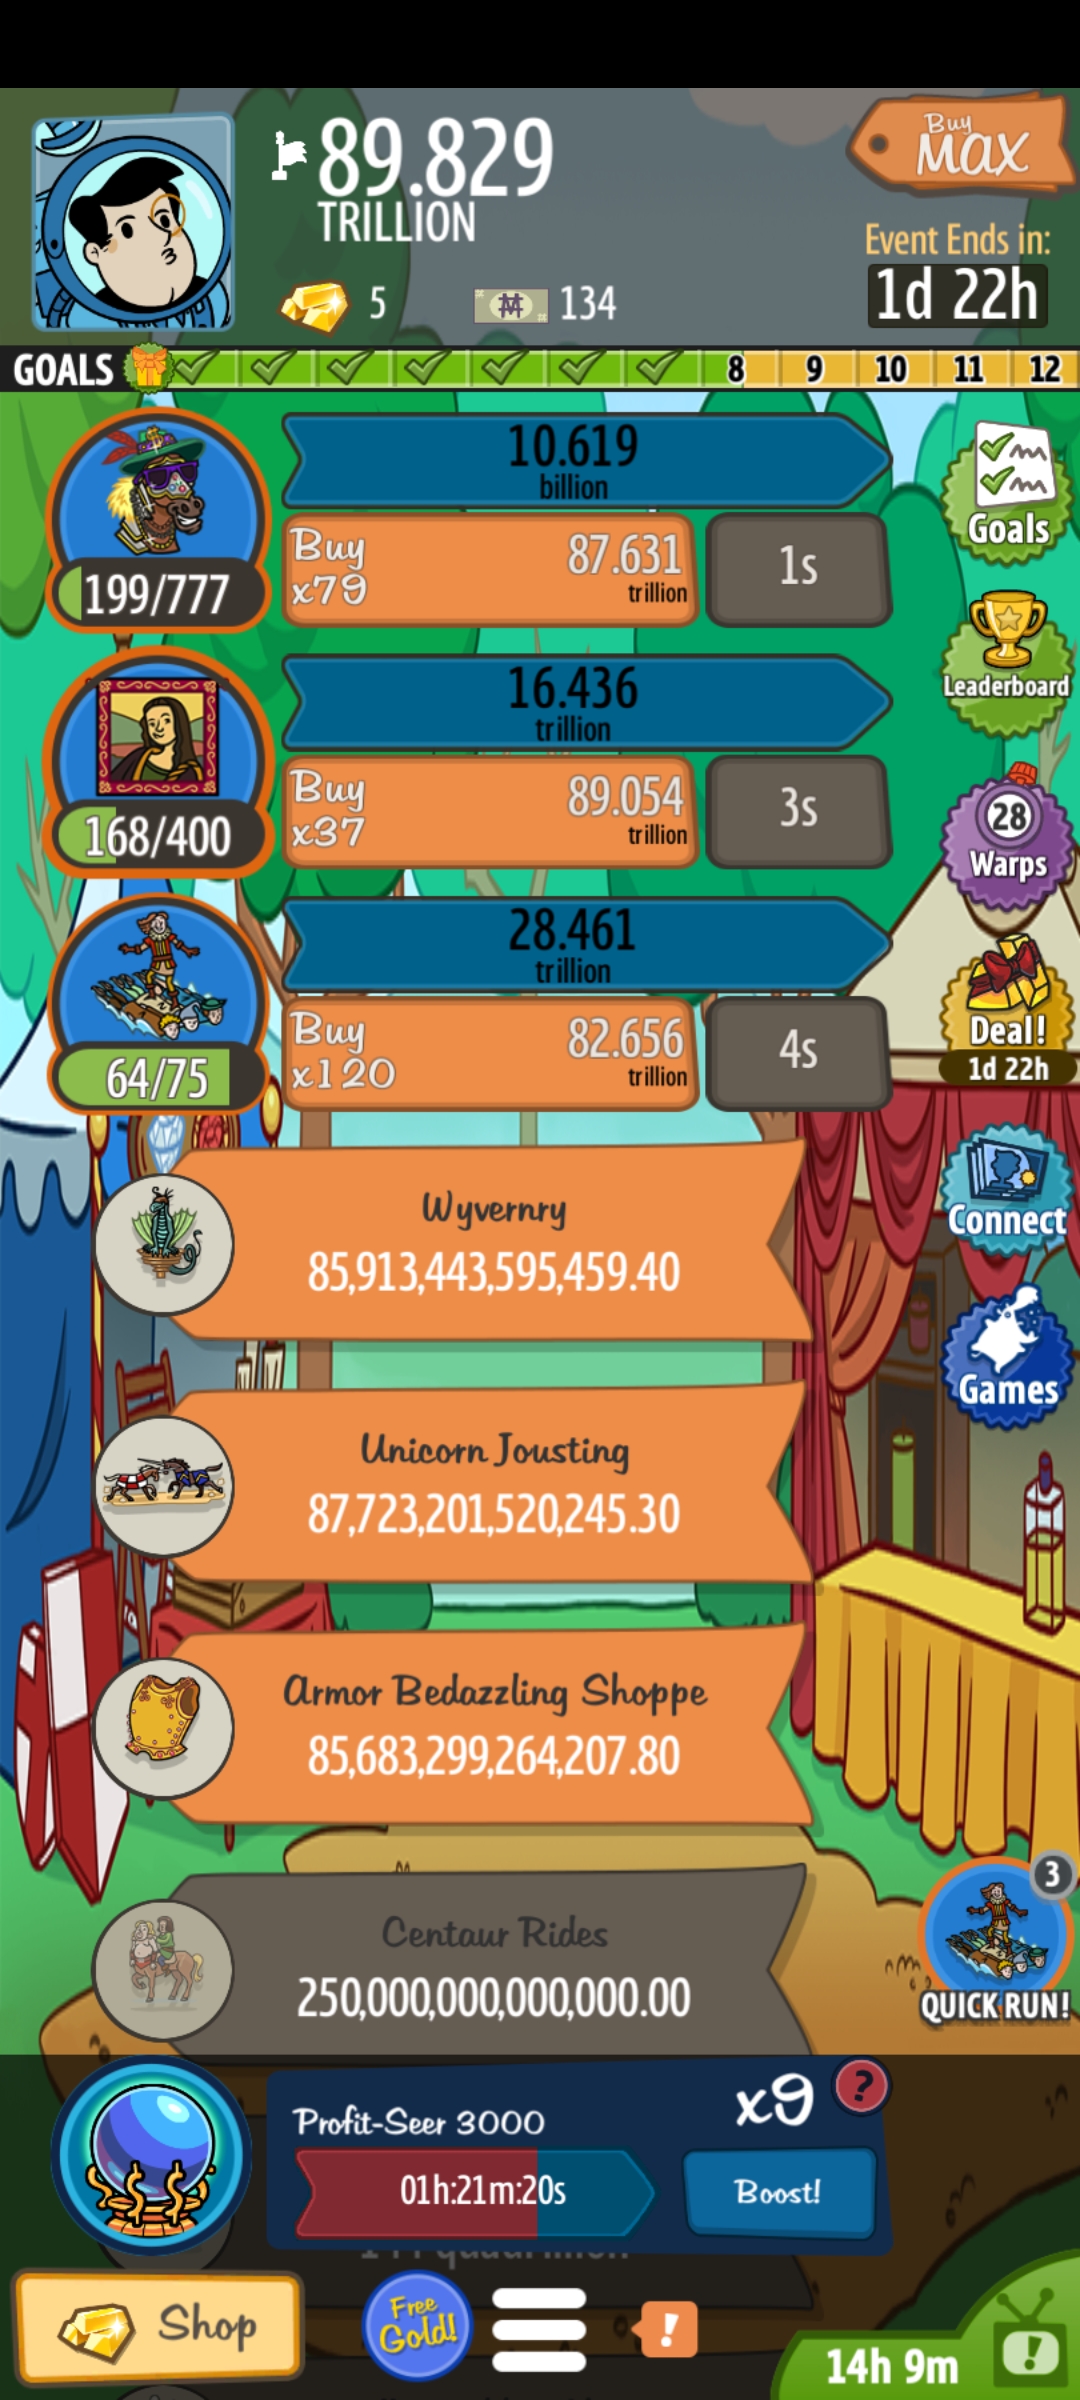 89.829
TRILLION
Buy
MAX
Event Ends in:
1d 22h
5
134
GOALS
8
9
10
11
12
10.619
billion
Buy
x79
87.631
trillion
1s
199/777
Goals
Leaderboard
16.436
trillion
Buy
x37
89.054
trillion
3s
168/400
28
Warps
28.461
trillion
Buy
x120
82.656
trillion
4s
64/75
Deal!
1d 22h
Wyvernry
85,913,443,595,459.40
Connect
Games
Unicorn Jousting
87,723,201,520,245.30
Armor Bedazzling Shoppe
85,683,299,264,207.80
Centaur Rides
250,000,000,000,000.00
3
QUICK RUN!
Profit-Seer 3000
x9
?
01h:21m:20s
Boost!
Shop
Free
Gold!
!
14h 9m
!